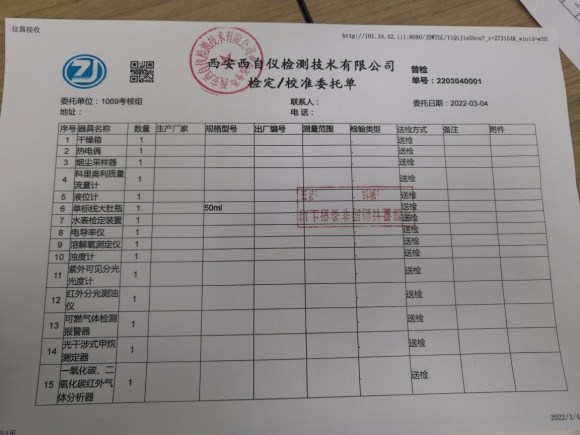 仪器接收
西安西自仪检测技术有限公司
检定/校准委托单
普检
单号：2203040001
委托单位：1069考核组
联系人：
委托日期：2022-03-04
地址：
电话：
序号 器具名称 数量 生产厂家 规格型号 出厂编号 测量范围 检验类型 送检方式 备注 附件
1 干燥箱 1 送检
2 热电偶 1 送检
3 烟尘采样器 1 送检
4 科里奥利质量流量计 1 送检
5 液位计 1 送检
6 单标线大肚瓶 1 50ml 送检
7 水表检定装置 1 送检
8 电导率仪 1 送检
9 溶解氧测定仪 1 送检
10 浊度计 1 送检
11 紫外可见分光光度计 1 送检
12 红外分光测油仪 1 送检
13 可燃气体检测报警器 1 送检
14 光干涉式甲烷测定器 1 送检
15 一氧化碳、二氧化碳红外气体分析器 1 送检
2022/3/4